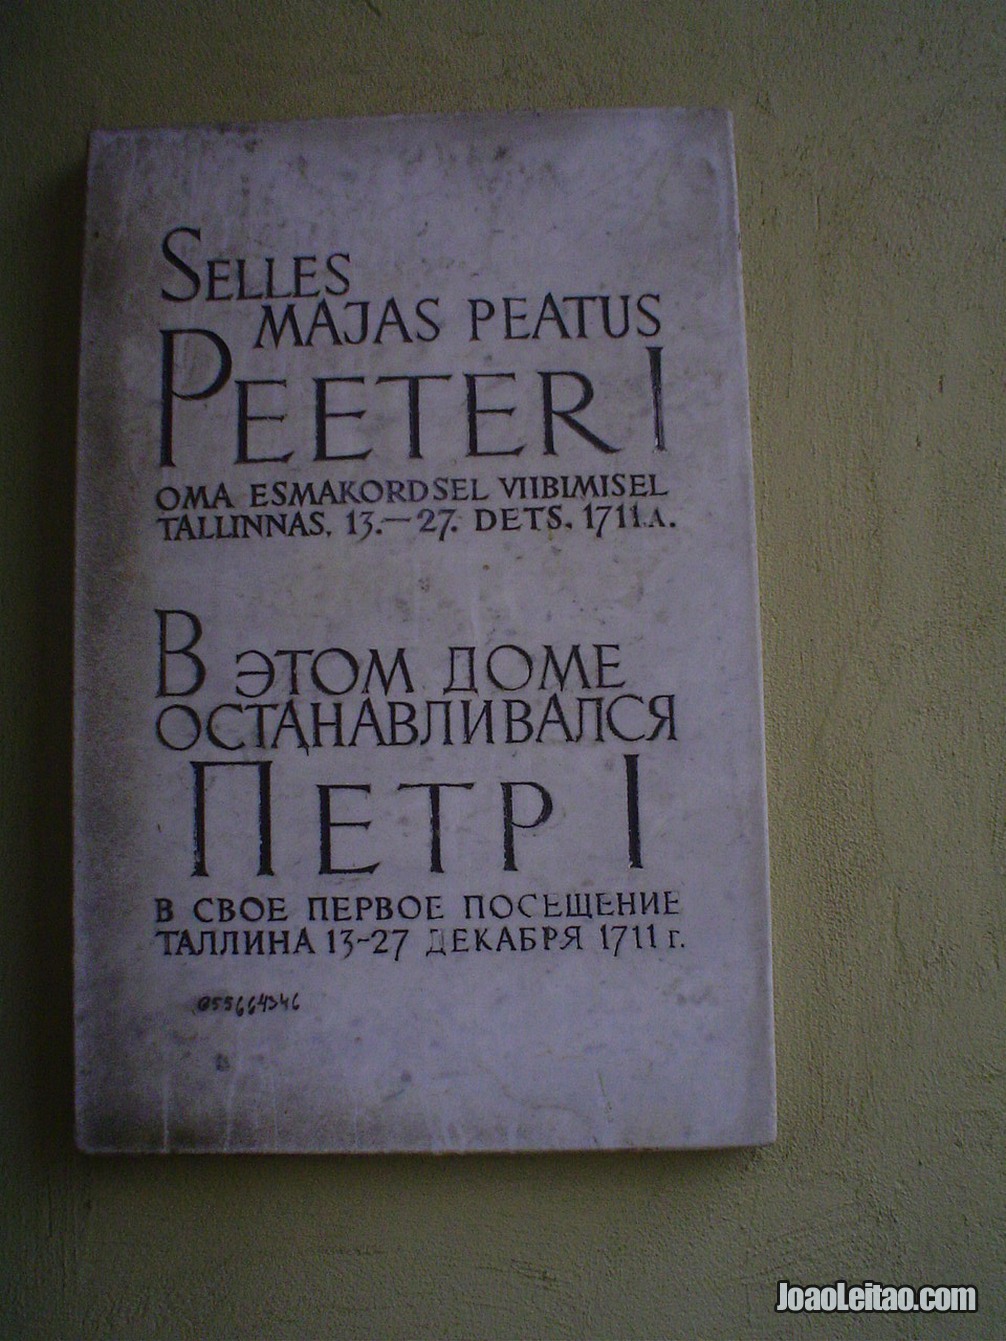 SELLES
MAJAS PEATUS
PEETER I
OMA ESMAKORDSEL VIIBIMISEL
TALLINNAS, 13.—27. DETS. 1711.A.
В ЭТОМ ДОМЕ
ОСТАНАВЛИВАЛСЯ
ПЕТР I
В СВОЕ ПЕРВОЕ ПОСЕЩЕНИЕ
ТАЛЛИНА 13-27 ДЕКАБРЯ 1711 г.
055664346
JoaoLeitao.com